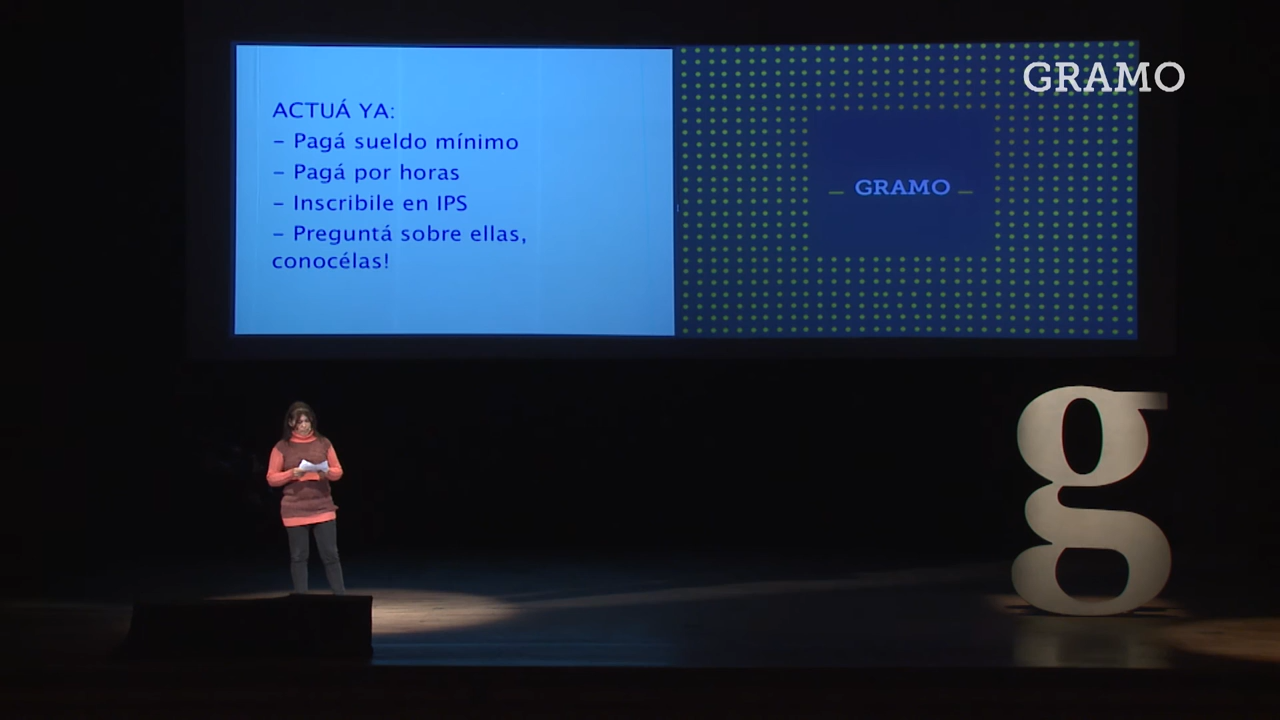 ACTUÁ YA:
– Pagá sueldo mínimo
– Pagá por horas
– Inscribile en IPS
– Preguntá sobre ellas,
conocélas!
– GRAMO –
GRAMO
g